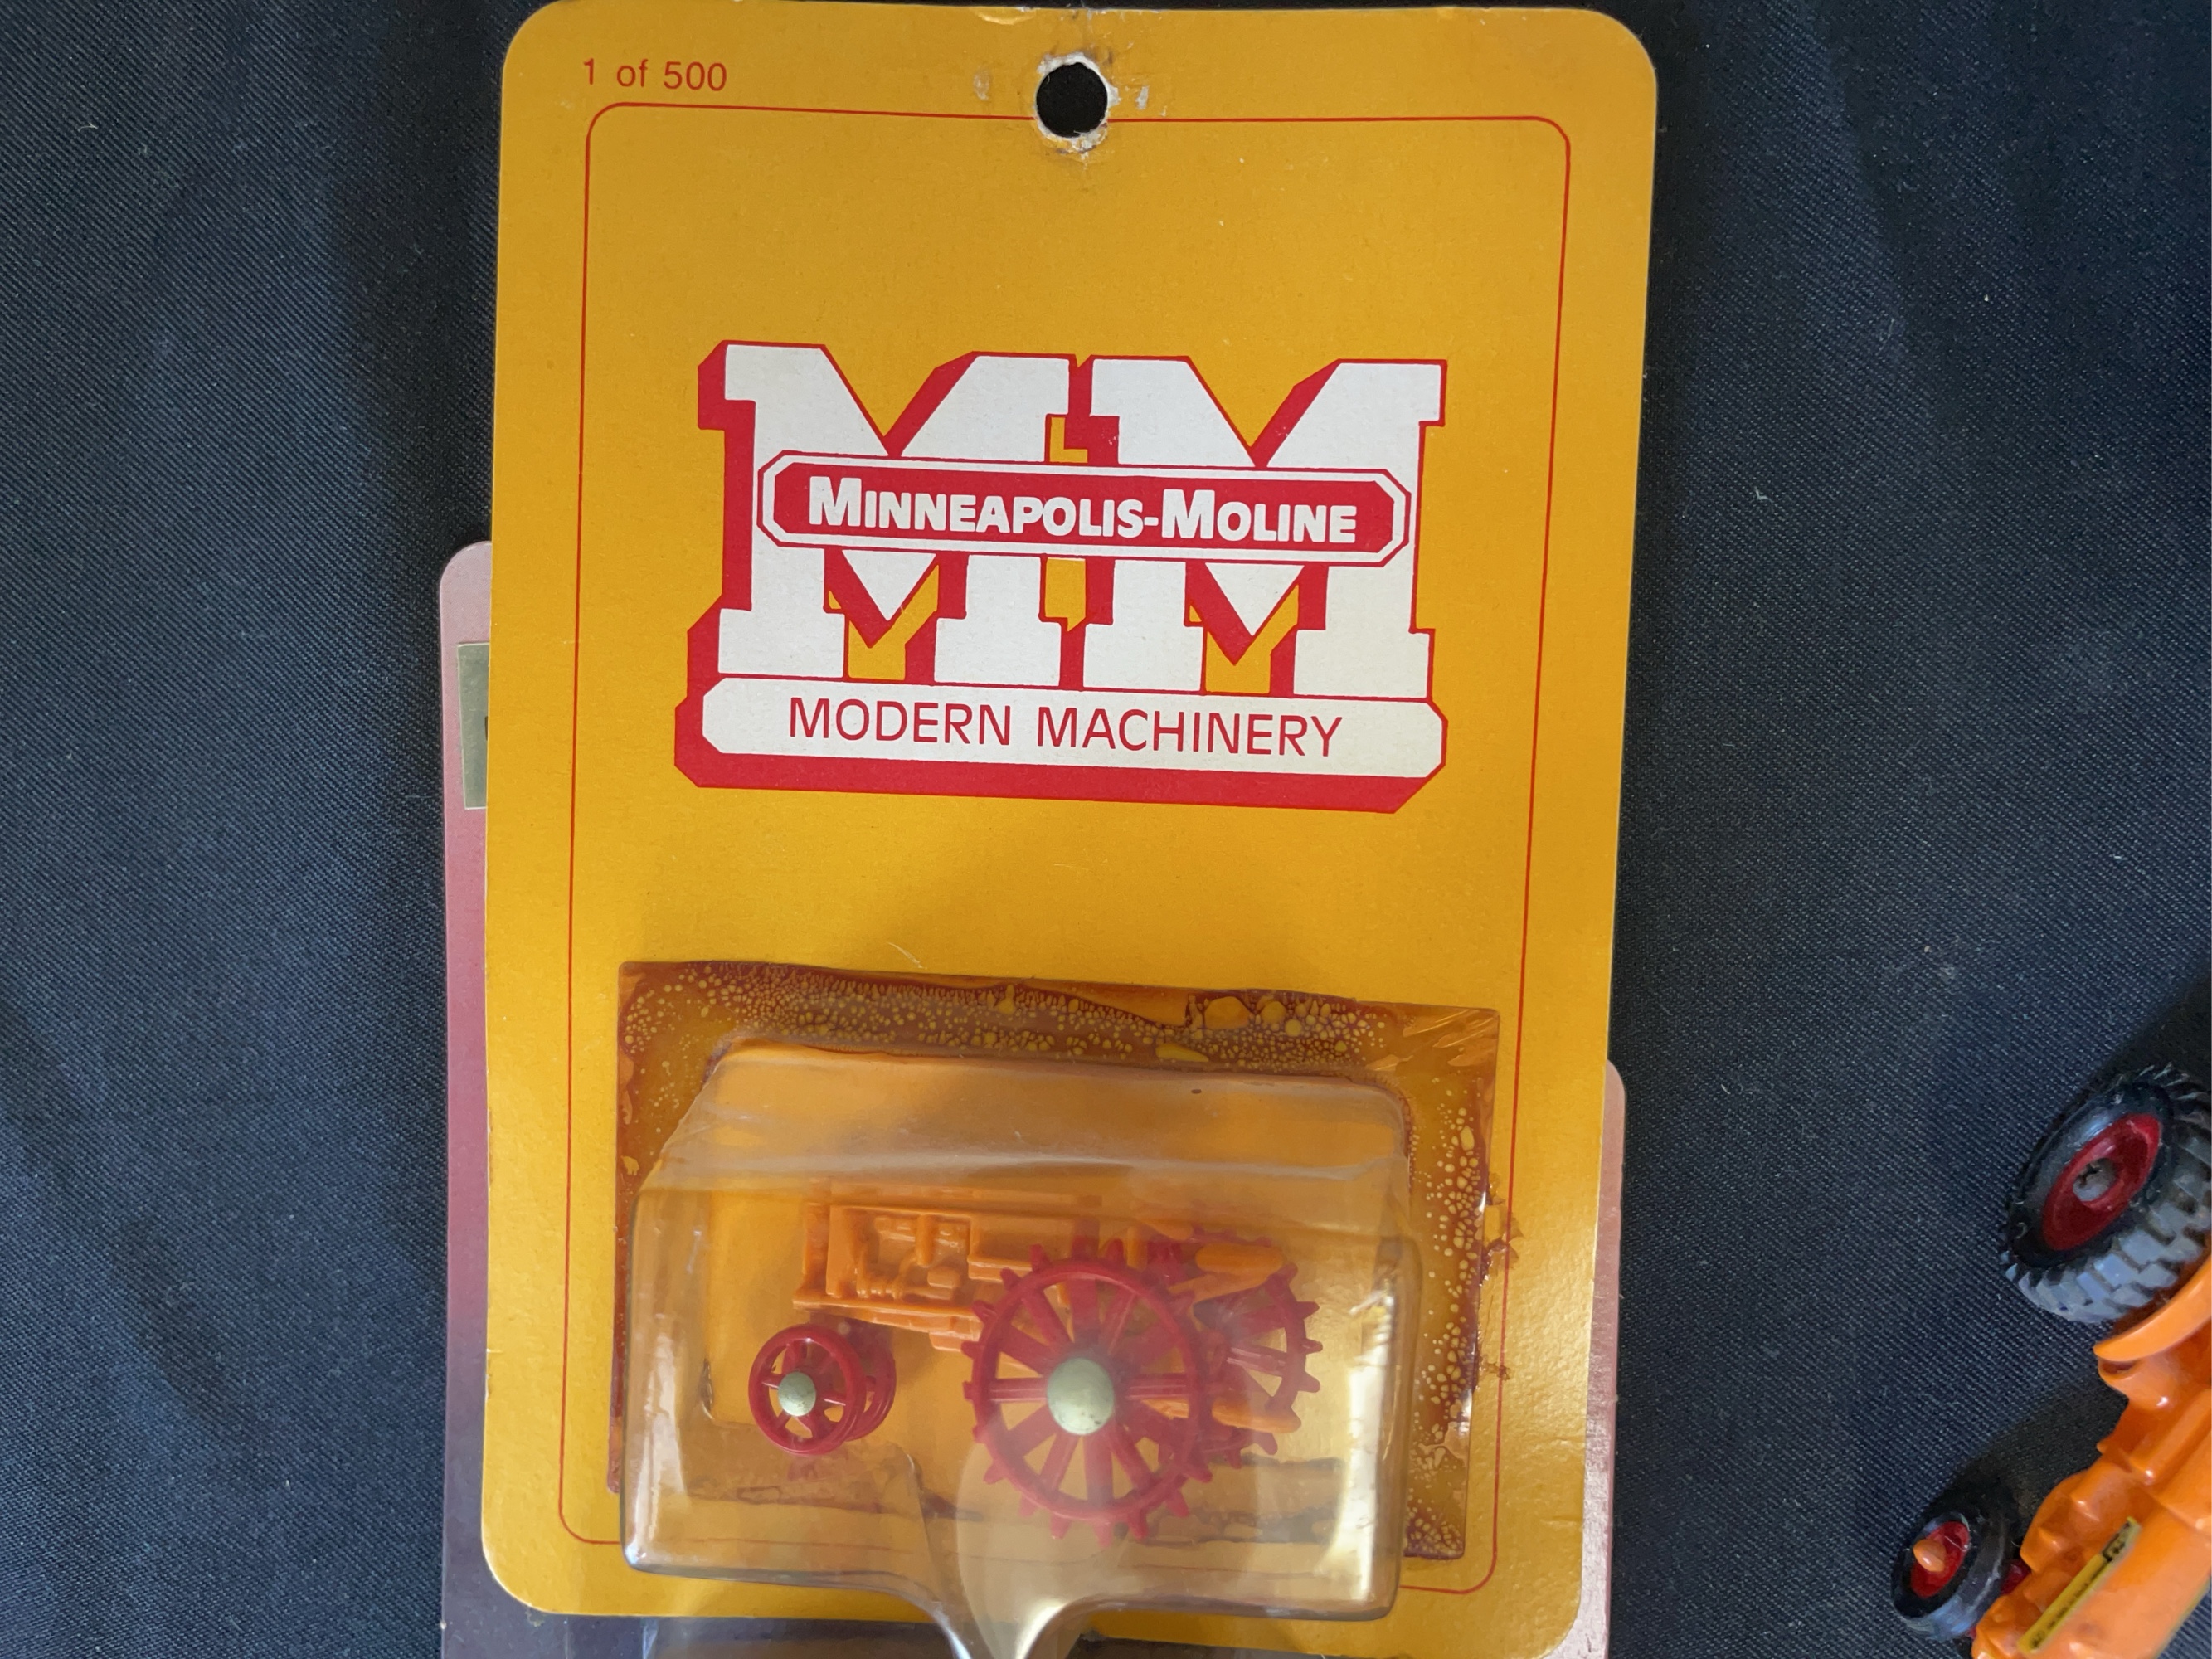 1 of 500
MM
MINNEAPOLIS-MOLINE
MODERN MACHINERY